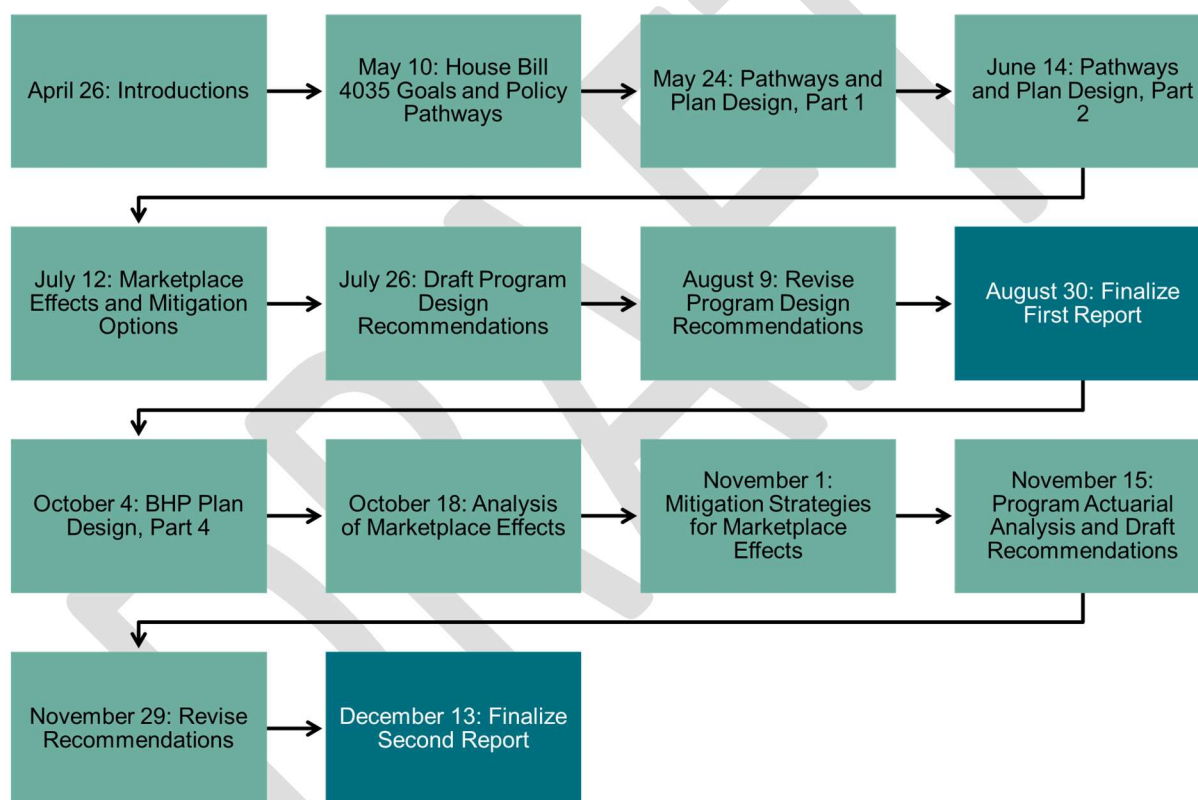 April 26: Introductions
May 10: House Bill
4035 Goals and Policy
Pathways
May 24: Pathways and
Plan Design, Part 1
June 14: Pathways
and Plan Design, Part
2
July 12: Marketplace
Effects and Mitigation
Options
July 26: Draft Program
Design
Recommendations
August 9: Revise
Program Design
Recommendations
August 30: Finalize
First Report
October 4: BHP Plan
Design, Part 4
October 18: Analysis
of Marketplace Effects
November 1:
Mitigation Strategies
for Marketplace
Effects
November 15:
Program Actuarial
Analysis and Draft
Recommendations
November 29: Revise
Recommendations
December 13: Finalize
Second Report
DRAFT